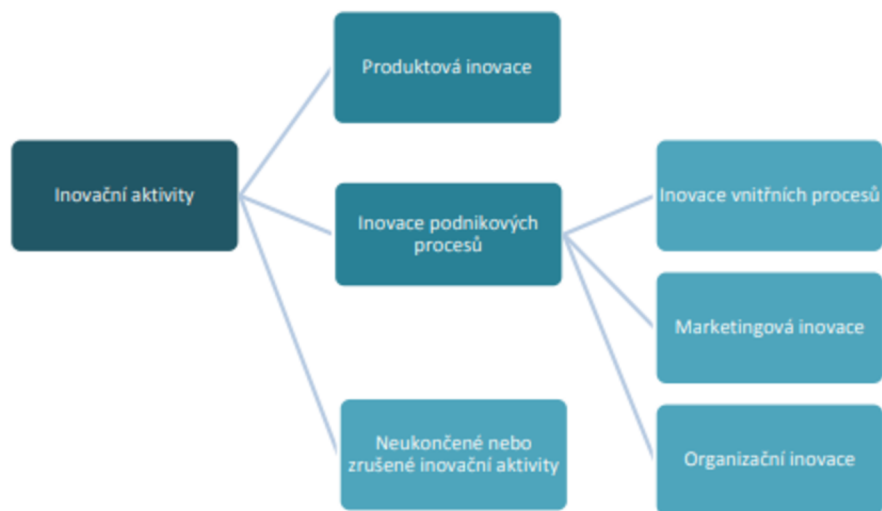 Produktová inovace
Inovační aktivity
Inovace podnikových
procesů
Neukončené nebo
zrušené inovační aktivity
Inovace vnitřních procesů
Marketingová inovace
Organizační inovace